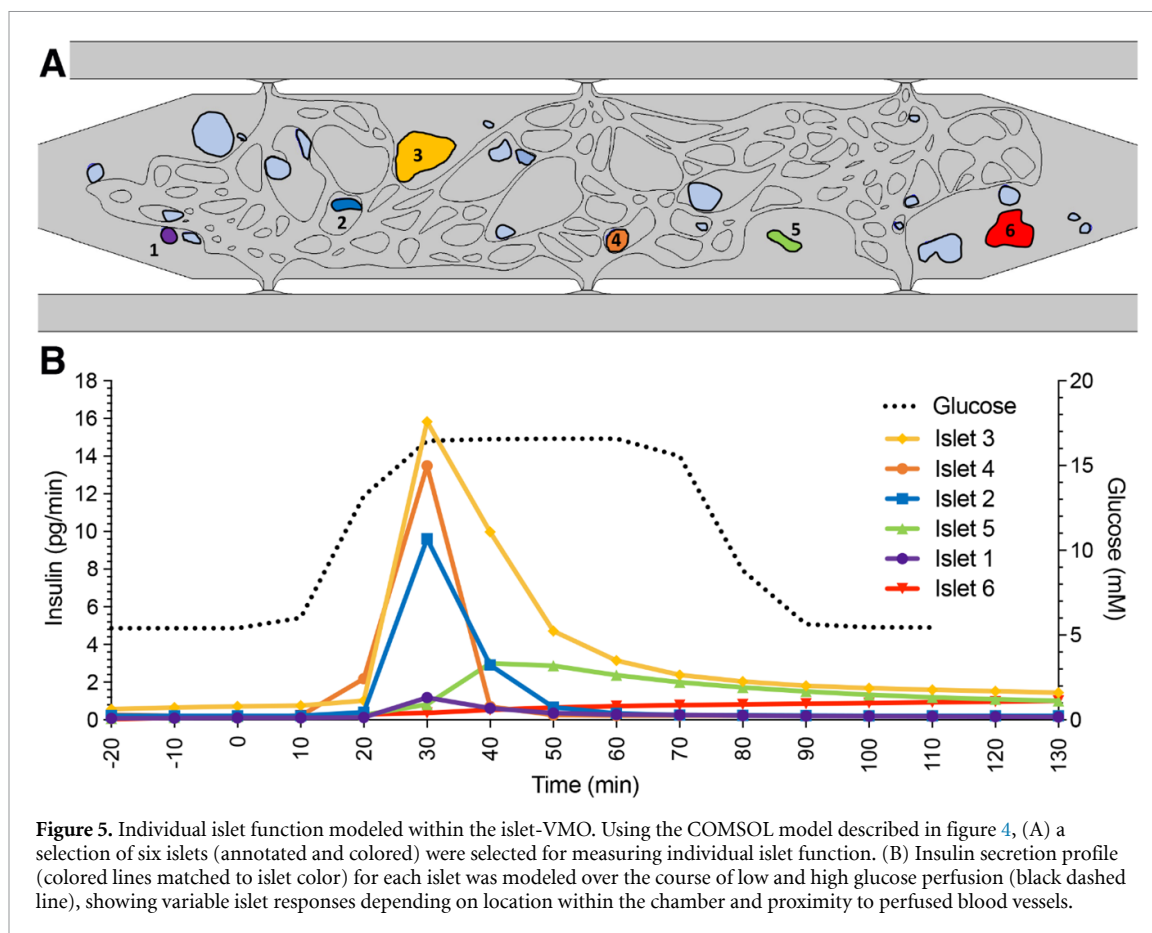 A
1
2
3
4
5
6
B
Insulin (pg/min)
18
16
14
12
10
8
6
4
2
0
Glucose
Islet 3
Islet 4
Islet 2
Islet 5
Islet 1
Islet 6
20
15
10
5
0
Glucose (mM)
-20 -10 0 10 20 30 40 50 60 70 80 90 100 110 120 130
Time (min)
Figure 5. Individual islet function modeled within the islet-VMO. Using the COMSOL model described in figure 4, (A) a
selection of six islets (annotated and colored) were selected for measuring individual islet function. (B) Insulin secretion profile
(colored lines matched to islet color) for each islet was modeled over the course of low and high glucose perfusion (black dashed
line), showing variable islet responses depending on location within the chamber and proximity to perfused blood vessels.